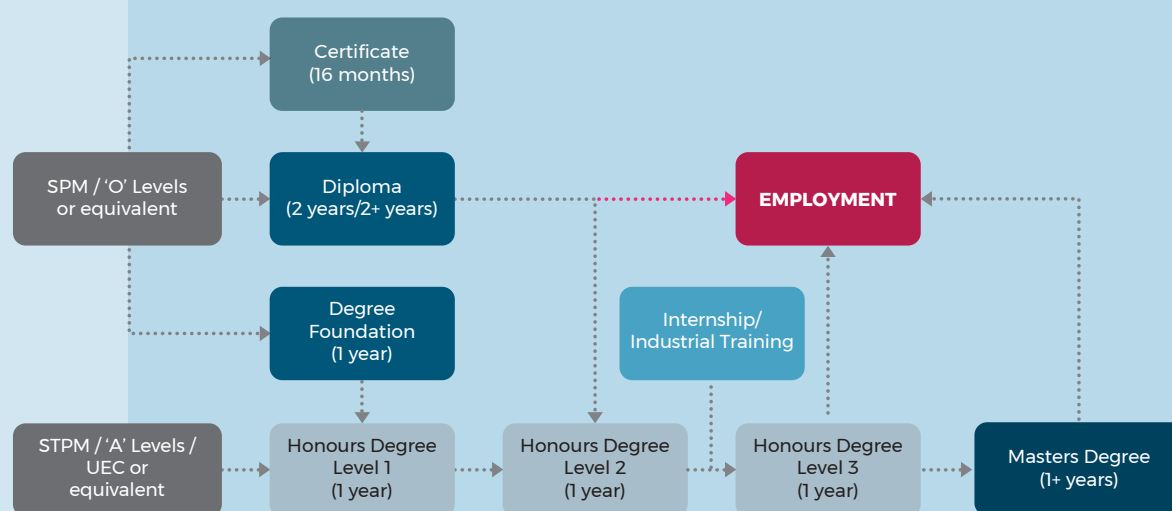 Certificate
(16 months)
SPM / ‘O’ Levels
or equivalent
Diploma
(2 years/2+ years)
EMPLOYMENT
Degree
Foundation
(1 year)
Internship/
Industrial Training
STPM / ‘A’ Levels /
UEC or
equivalent
Honours Degree
Level 1
(1 year)
Honours Degree
Level 2
(1 year)
Honours Degree
Level 3
(1 year)
Masters Degree
(1+ years)